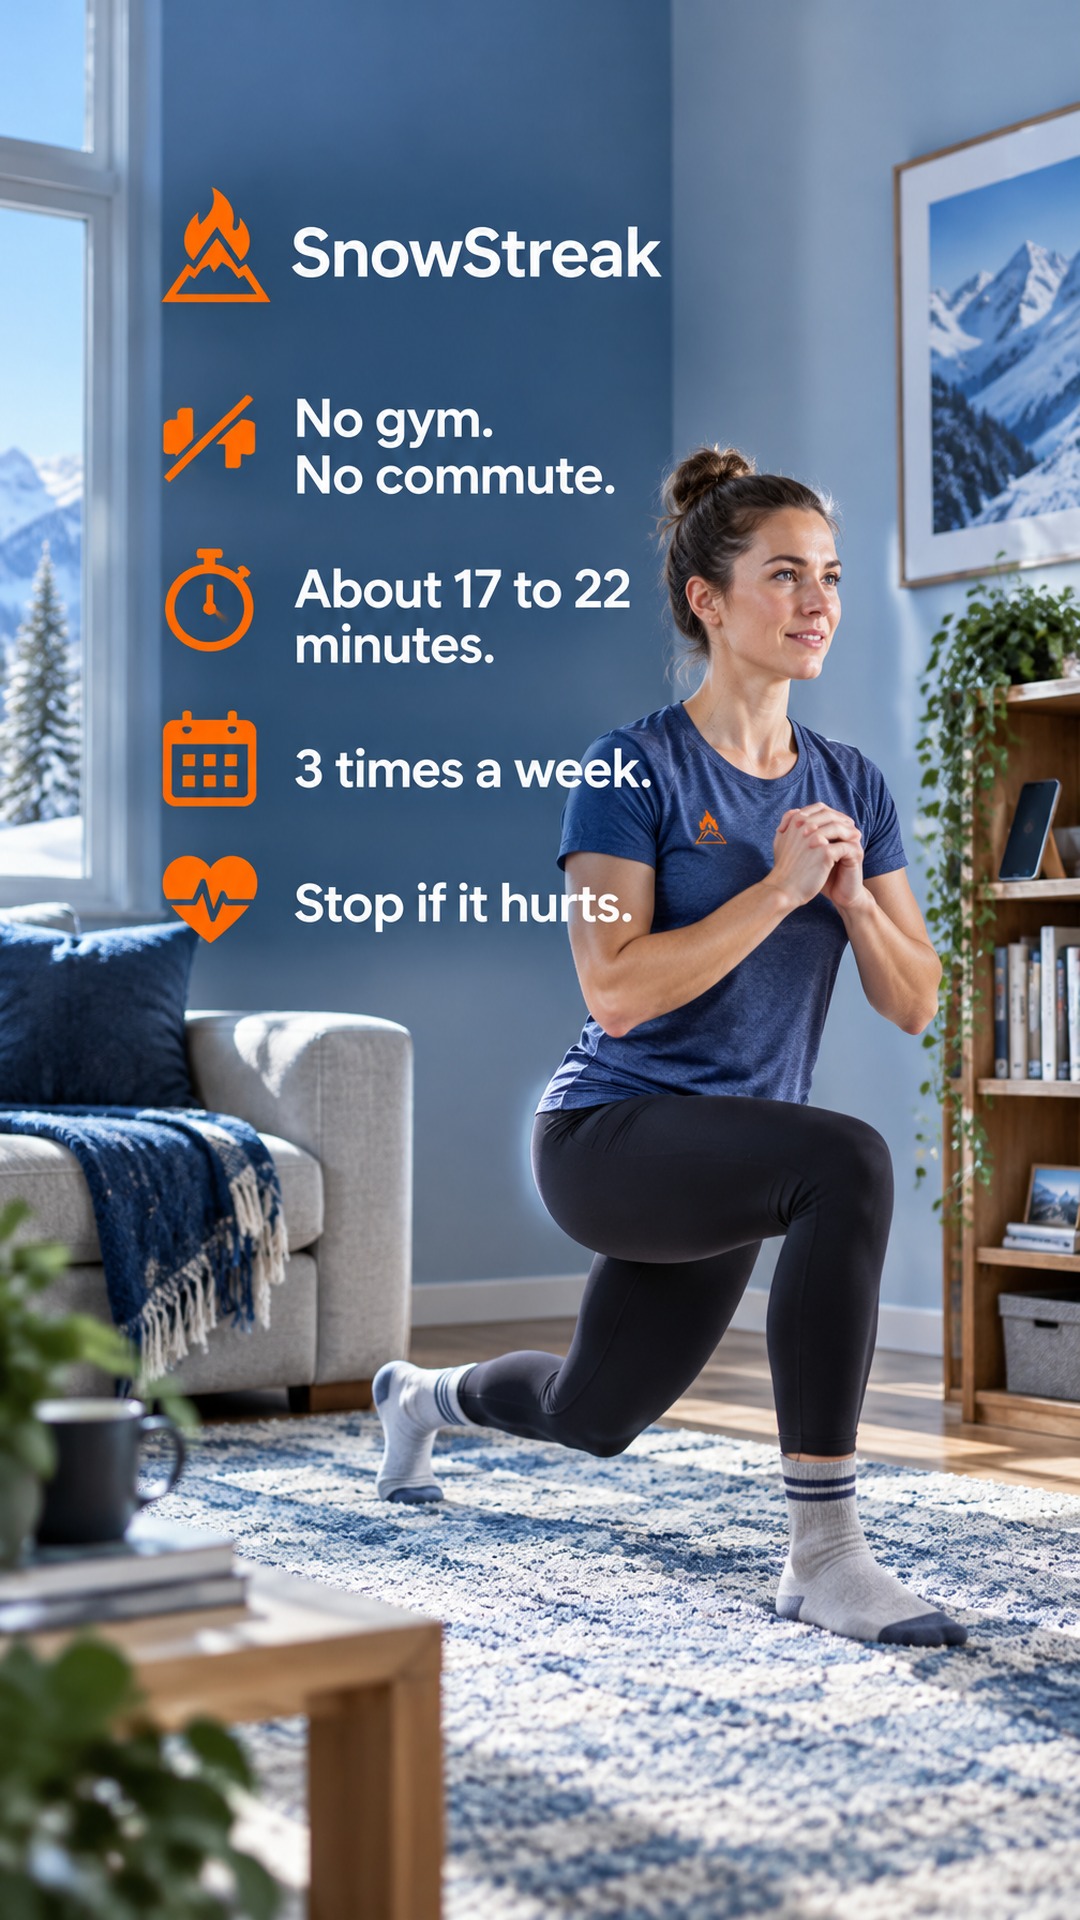 SnowStreak
No gym.
No commute.
About 17 to 22
minutes.
3 times a week.
Stop if it hurts.